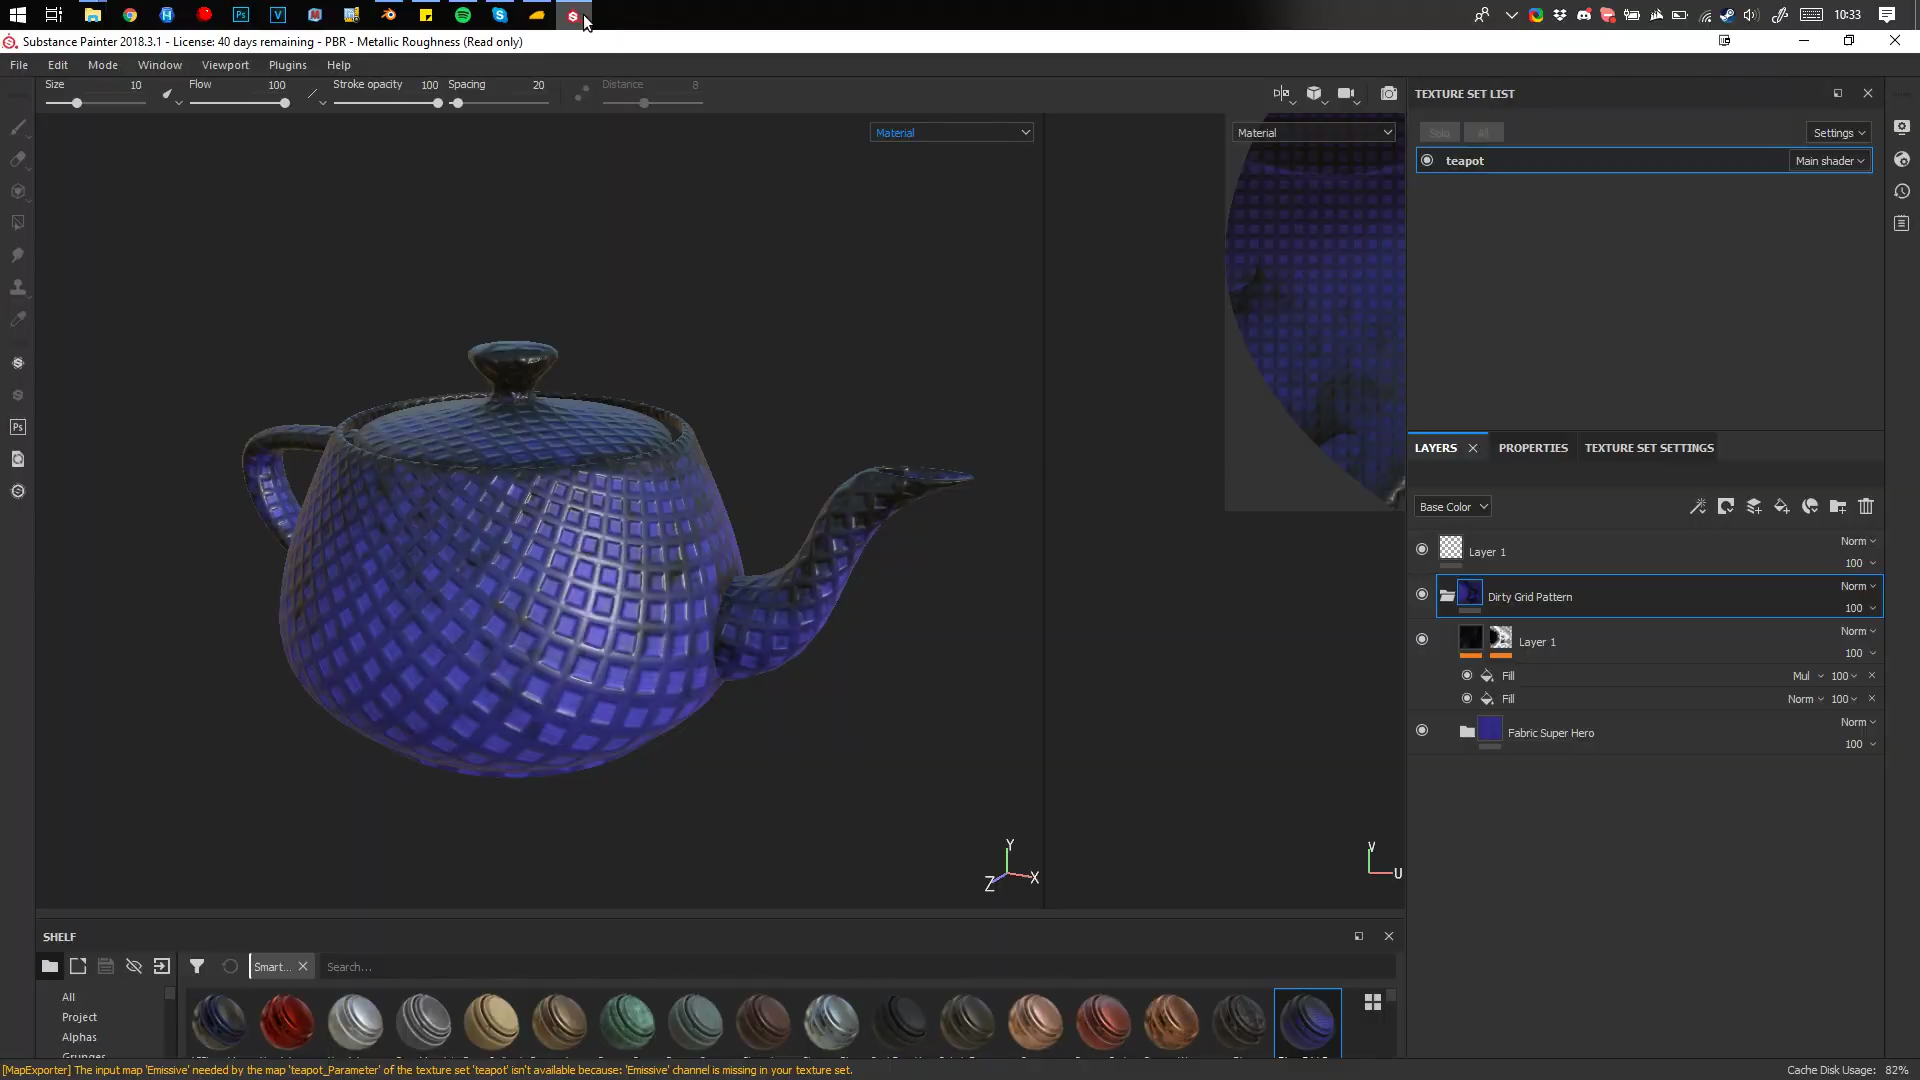 10:33
Substance Painter 2018.3.1 - License: 40 days remaining - PBR - Metallic Roughness (Read only)
File Edit Mode Window Viewport Plugins Help
Size 10 Flow 100 Stroke opacity 100 Spacing 20 Distance 8
TEXTURE SET LIST
Material
Material
Solo All Settings
teapot Main shader
LAYERS PROPERTIES TEXTURE SET SETTINGS
Base Color
Layer 1 Norm 100
Dirty Grid Pattern Norm 100
Layer 1 Norm 100
Fill Mul 100
Fill Norm 100
Fabric Super Hero Norm 100
Y
Z X
V
U
SHELF
Smart... Search...
All
Project
Alphas
Grunges
[MapExporter] The input map 'Emissive' needed by the map 'teapot_Parameter' of the texture set 'teapot' isn't available because: 'Emissive' channel is missing in your texture set.
Cache Disk Usage: 82%